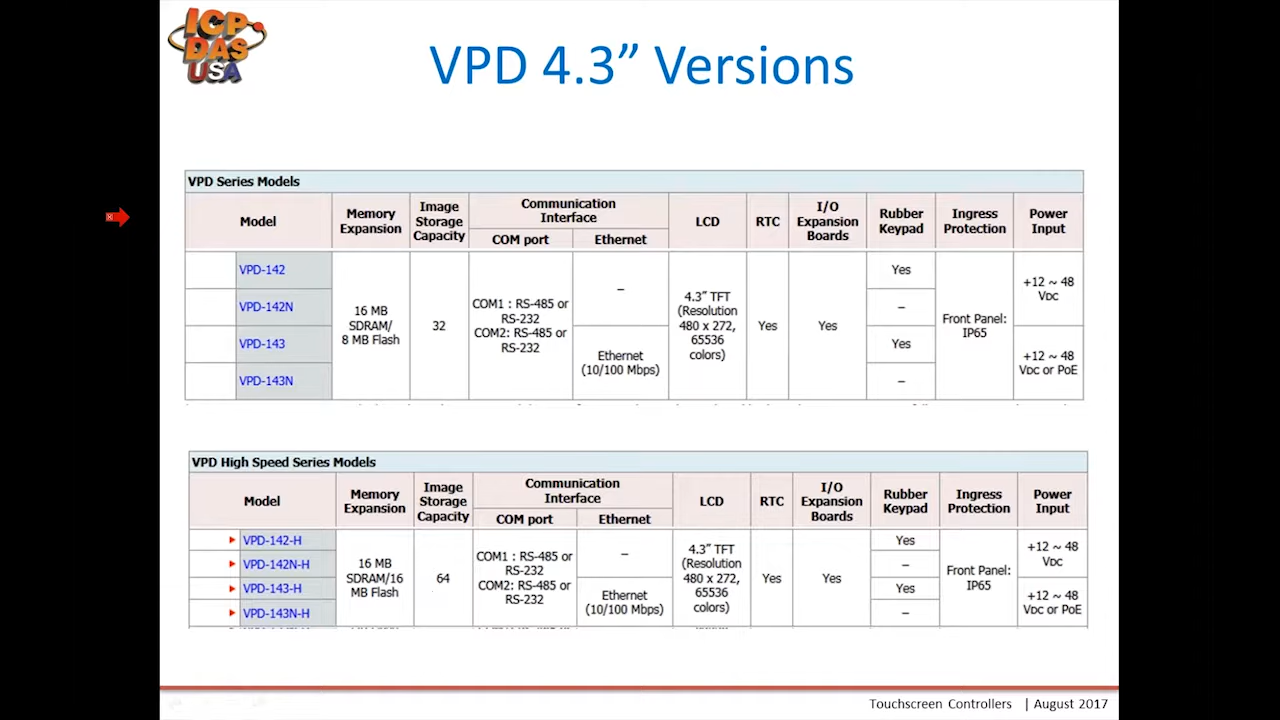 ICP
DAS
USA
VPD 4.3” Versions
VPD Series Models
Model
Memory
Expansion
Image
Storage
Capacity
Communication
Interface
COM port
Ethernet
LCD
RTC
I/O
Expansion
Boards
Rubber
Keypad
Ingress
Protection
Power
Input
VPD-142
VPD-142N
VPD-143
VPD-143N
16 MB
SDRAM/
8 MB Flash
32
COM1 : RS-485 or
RS-232
COM2: RS-485 or
RS-232
–
Ethernet
(10/100 Mbps)
4.3” TFT
(Resolution
480 x 272,
65536
colors)
Yes
Yes
Yes
–
Yes
–
Front Panel:
IP65
+12 ~ 48
VDC
+12 ~ 48
VDC or PoE
VPD High Speed Series Models
Model
Memory
Expansion
Image
Storage
Capacity
Communication
Interface
COM port
Ethernet
LCD
RTC
I/O
Expansion
Boards
Rubber
Keypad
Ingress
Protection
Power
Input
VPD-142-H
VPD-142N-H
VPD-143-H
VPD-143N-H
16 MB
SDRAM/16
MB Flash
64
COM1 : RS-485 or
RS-232
COM2: RS-485 or
RS-232
–
Ethernet
(10/100 Mbps)
4.3” TFT
(Resolution
480 x 272,
65536
colors)
Yes
Yes
Yes
–
Yes
–
Front Panel:
IP65
+12 ~ 48
VDC
+12 ~ 48
VDC or PoE
Touchscreen Controllers | August 2017